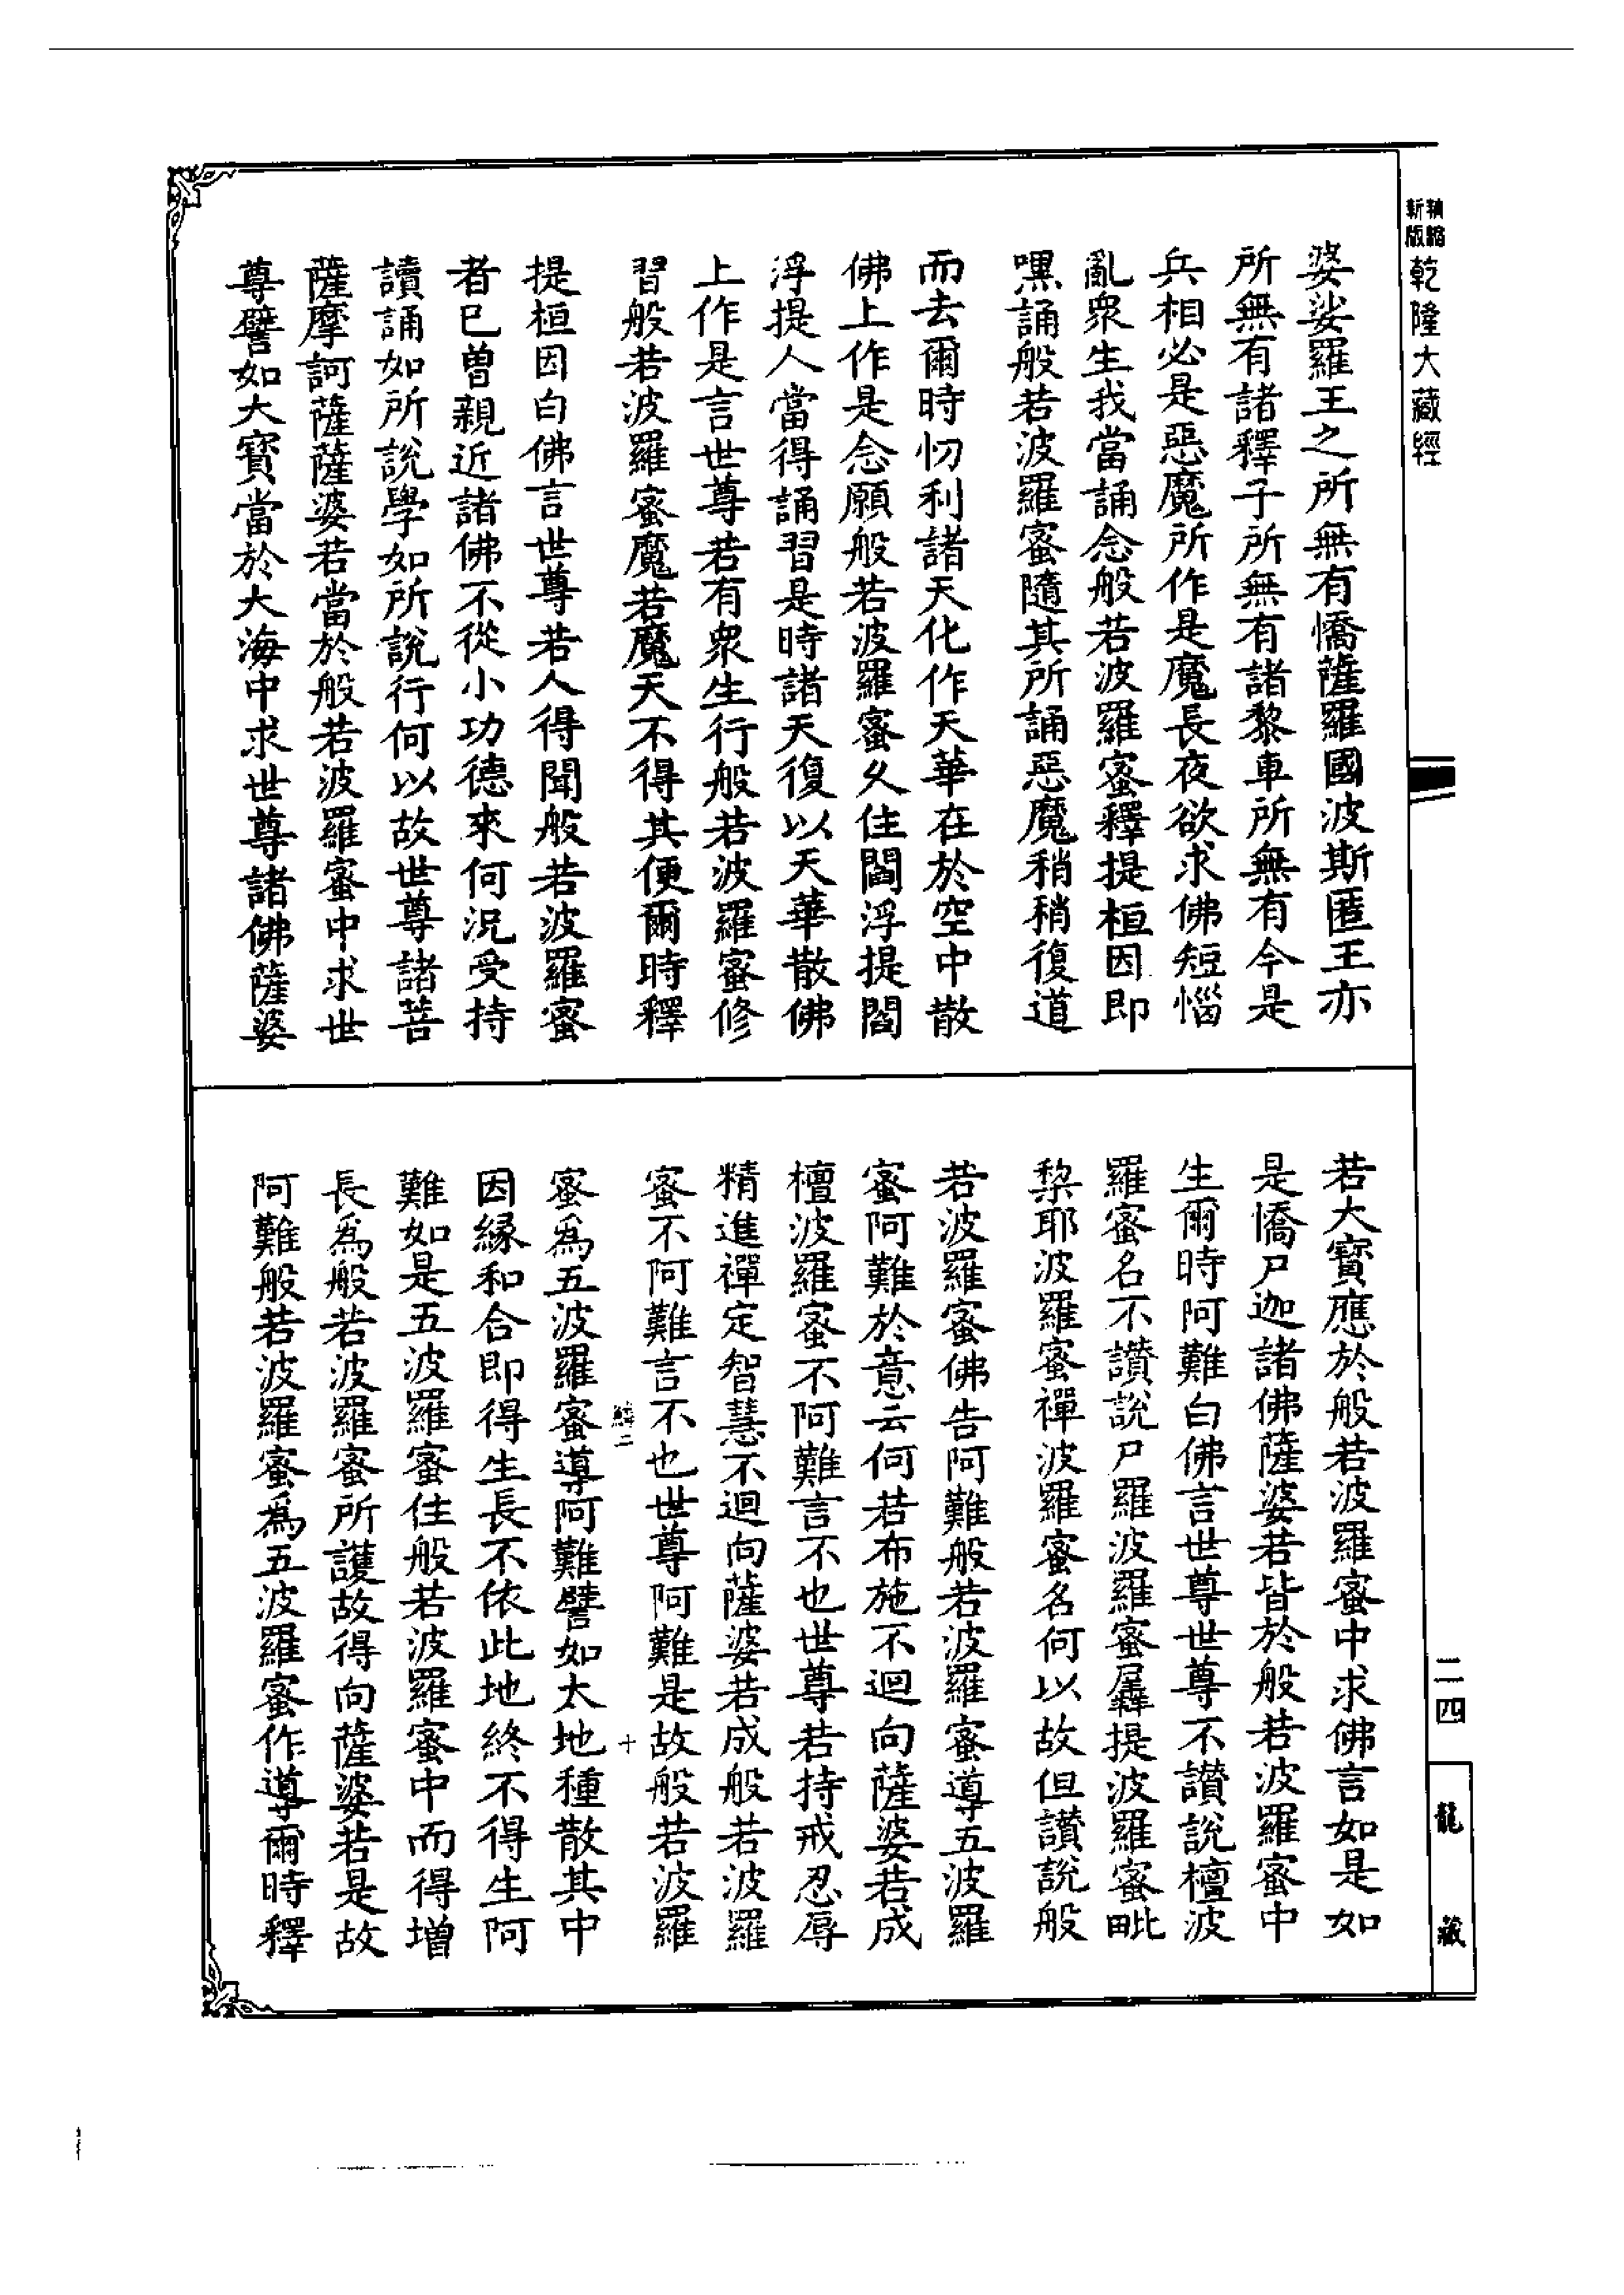 新版
乾隆大藏經
婆娑羅王之所無有憍薩羅國波斯匿王亦
所無有諸釋子所無有諸黎車所無有今是
兵相必是惡魔所作是魔長夜欲求佛短惱
亂衆生我當誦念般若波羅蜜釋提桓因即
嘿誦般若波羅蜜隨其所誦惡魔稍稍復道
而去爾時忉利諸天化作天華在於空中散
佛上作是念願般若波羅蜜久住閻浮提閻
浮提人當得誦習是時諸天復以天華散佛
上作是言世尊若有衆生行般若波羅蜜修
習般若波羅蜜魔若魔天不得其便爾時釋
提桓因白佛言世尊若人得聞般若波羅蜜
者已曾親近諸佛不從小功德來何況受持
讀誦如所說學如所說行何以故世尊諸菩
薩摩訶薩薩婆若當於般若波羅蜜中求世
尊譬如大寶當於大海中求世尊諸佛薩婆
若大寶應於般若波羅蜜中求佛言如是如
是憍尸迦諸佛薩婆若皆於般若波羅蜜中
生爾時阿難白佛言世尊世尊不讃說檀波
羅蜜名不讃說尸羅波羅蜜羼提波羅蜜毗
梨耶波羅蜜禪波羅蜜名何以故但讃說般
若波羅蜜佛告阿難般若波羅蜜導五波羅
蜜阿難於意云何若布施不迴向薩婆若成
檀波羅蜜不阿難言不也世尊若持戒忍辱
精進禪定智慧不迴向薩婆若成般若波羅
蜜不阿難言不也世尊阿難是故般若波羅
二 十
蜜爲五波羅蜜導阿難譬如大地種散其中
因緣和合即得生長不依此地終不得生阿
難如是五波羅蜜住般若波羅蜜中而得增
長爲般若波羅蜜所護故得向薩婆若是故
阿難般若波羅蜜爲五波羅蜜作導爾時釋
二四
龍藏